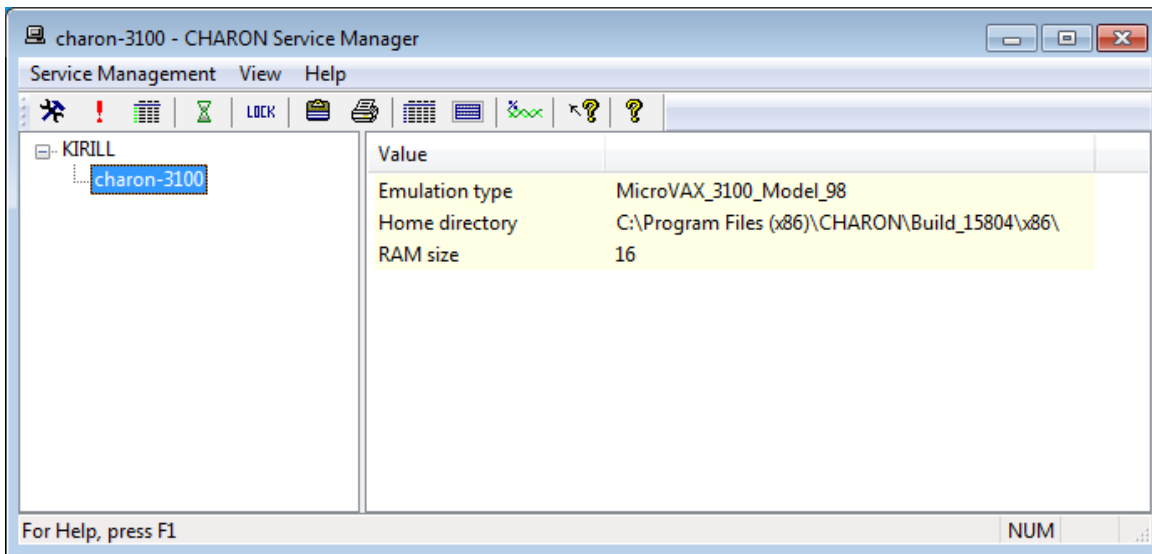 charon-3100 - CHARON Service Manager
Service Management View Help
LOCK
KIRILL
charon-3100
Value
Emulation type MicroVAX_3100_Model_98
Home directory C:\Program Files (x86)\CHARON\Build_15804\x86\
RAM size 16
For Help, press F1 NUM